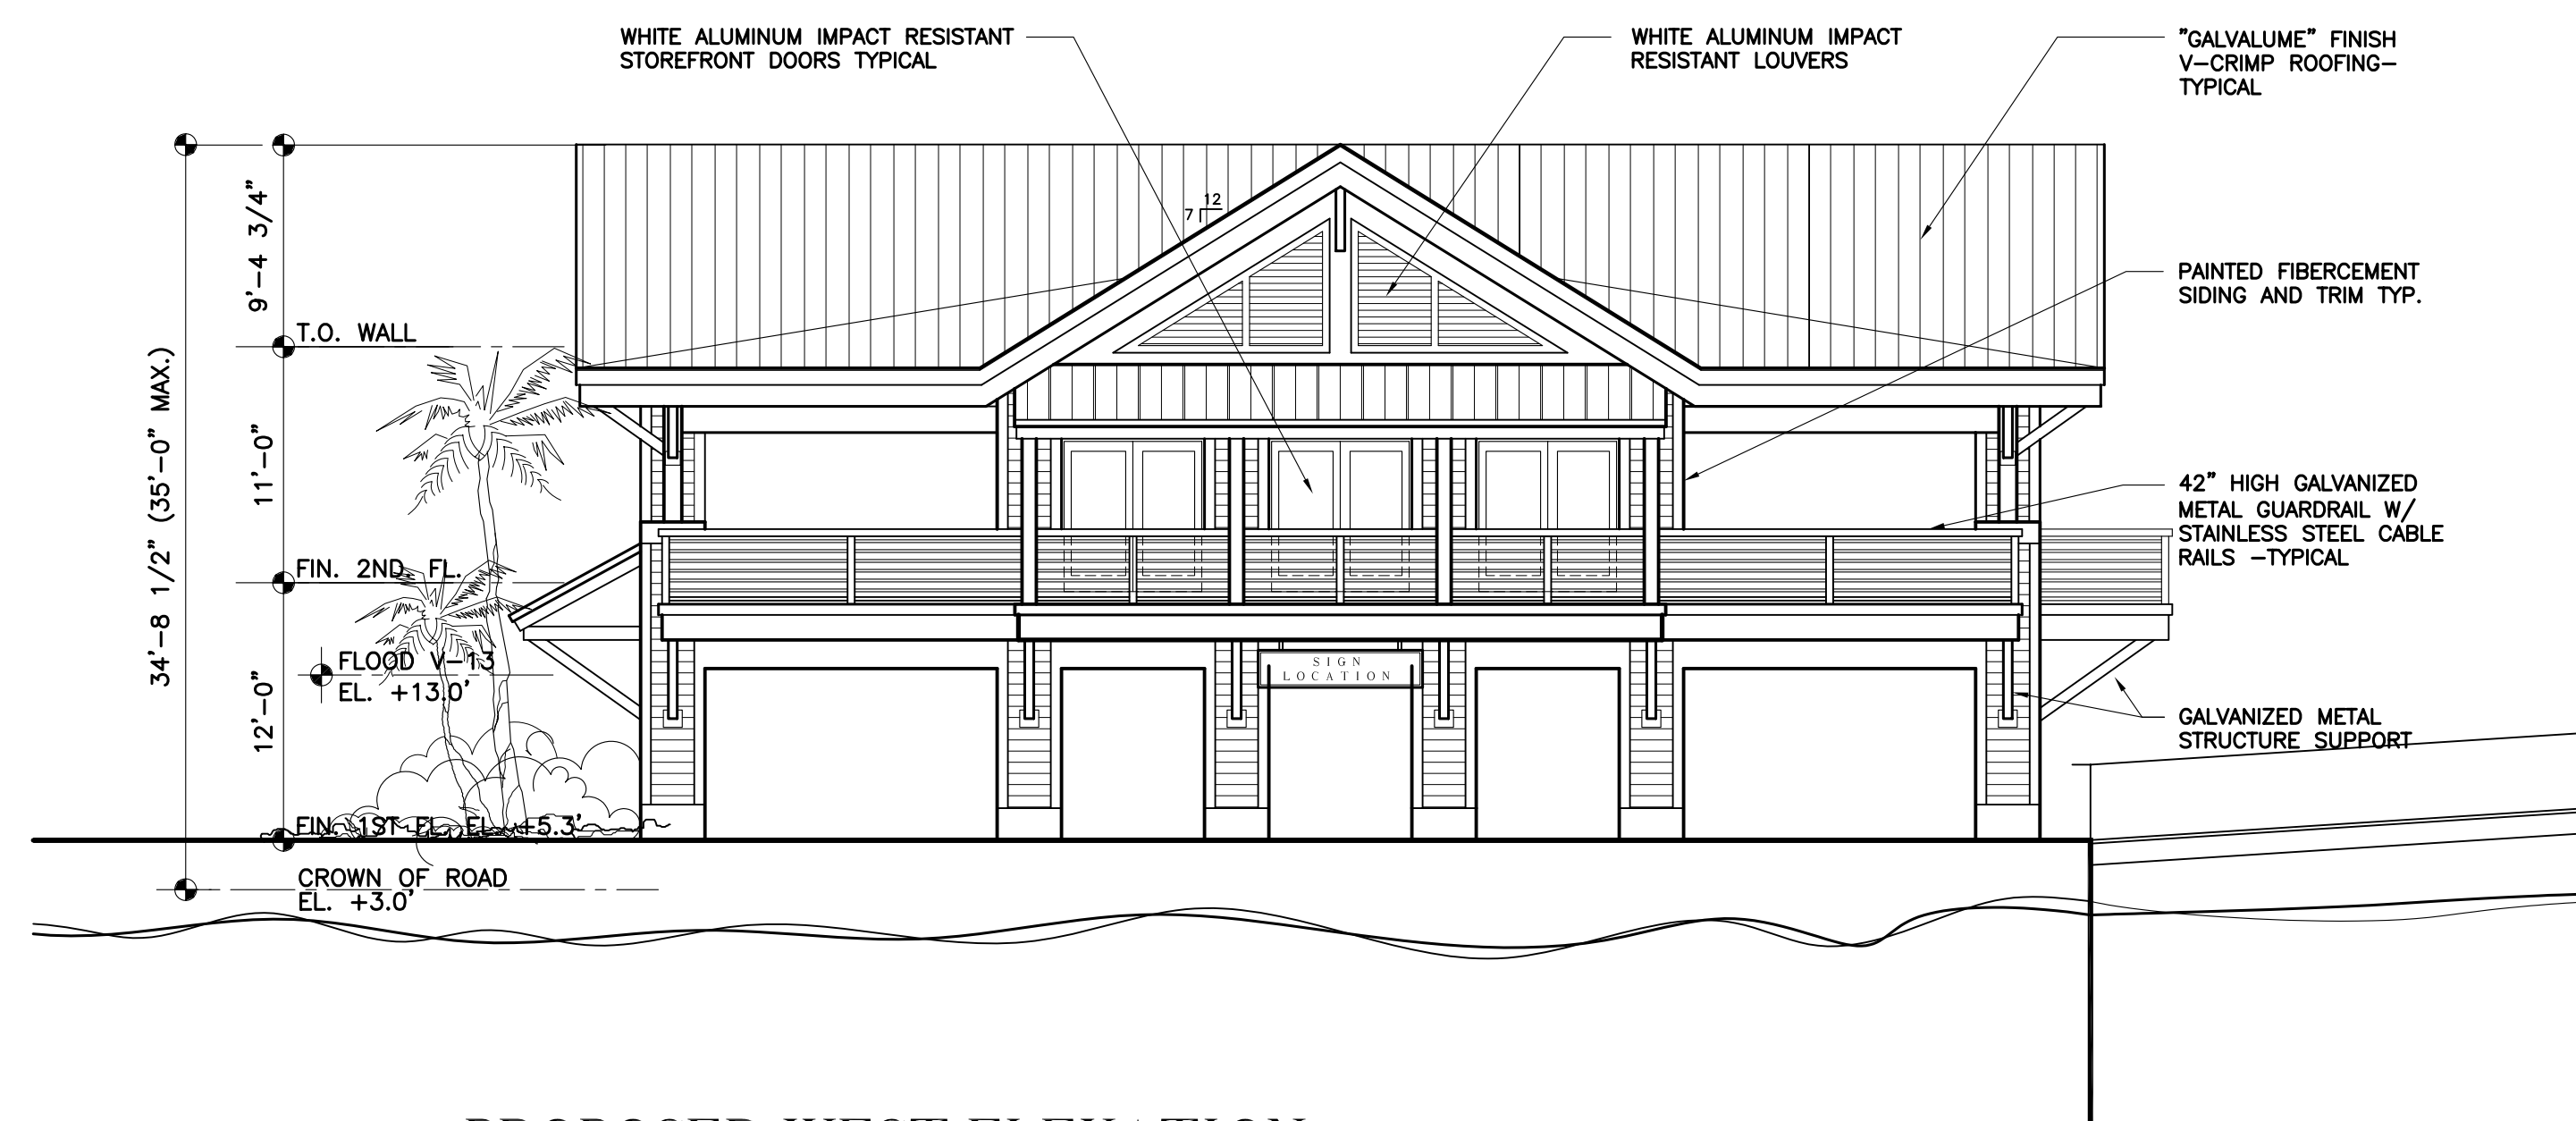 WHITE ALUMINUM IMPACT RESISTANT
STOREFRONT DOORS TYPICAL
WHITE ALUMINUM IMPACT
RESISTANT LOUVERS
"GALVALUME" FINISH
V-CRIMP ROOFING-
TYPICAL
12
7
9'-4 3/4"
PAINTED FIBERCEMENT
SIDING AND TRIM TYP.
T.O. WALL
34'-8 1/2" (35'-0" MAX.)
11'-0"
42" HIGH GALVANIZED
METAL GUARDRAIL W/
STAINLESS STEEL CABLE
RAILS -TYPICAL
FIN. 2ND. FL.
FLOOD V-13
EL. +13.0'
SIGN
LOCATION
12'-0"
GALVANIZED METAL
STRUCTURE SUPPORT
FIN. 1ST FL. EL. +5.3'
CROWN OF ROAD
EL. +3.0'
PROPOSED WEST ELEVATION